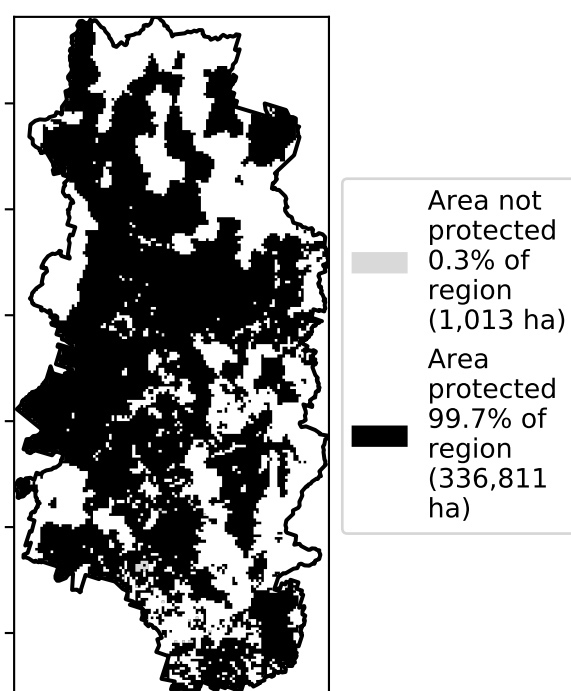 Area not
protected
0.3% of
region
(1,013 ha)
Area
protected
99.7% of
region
(336,811
ha)